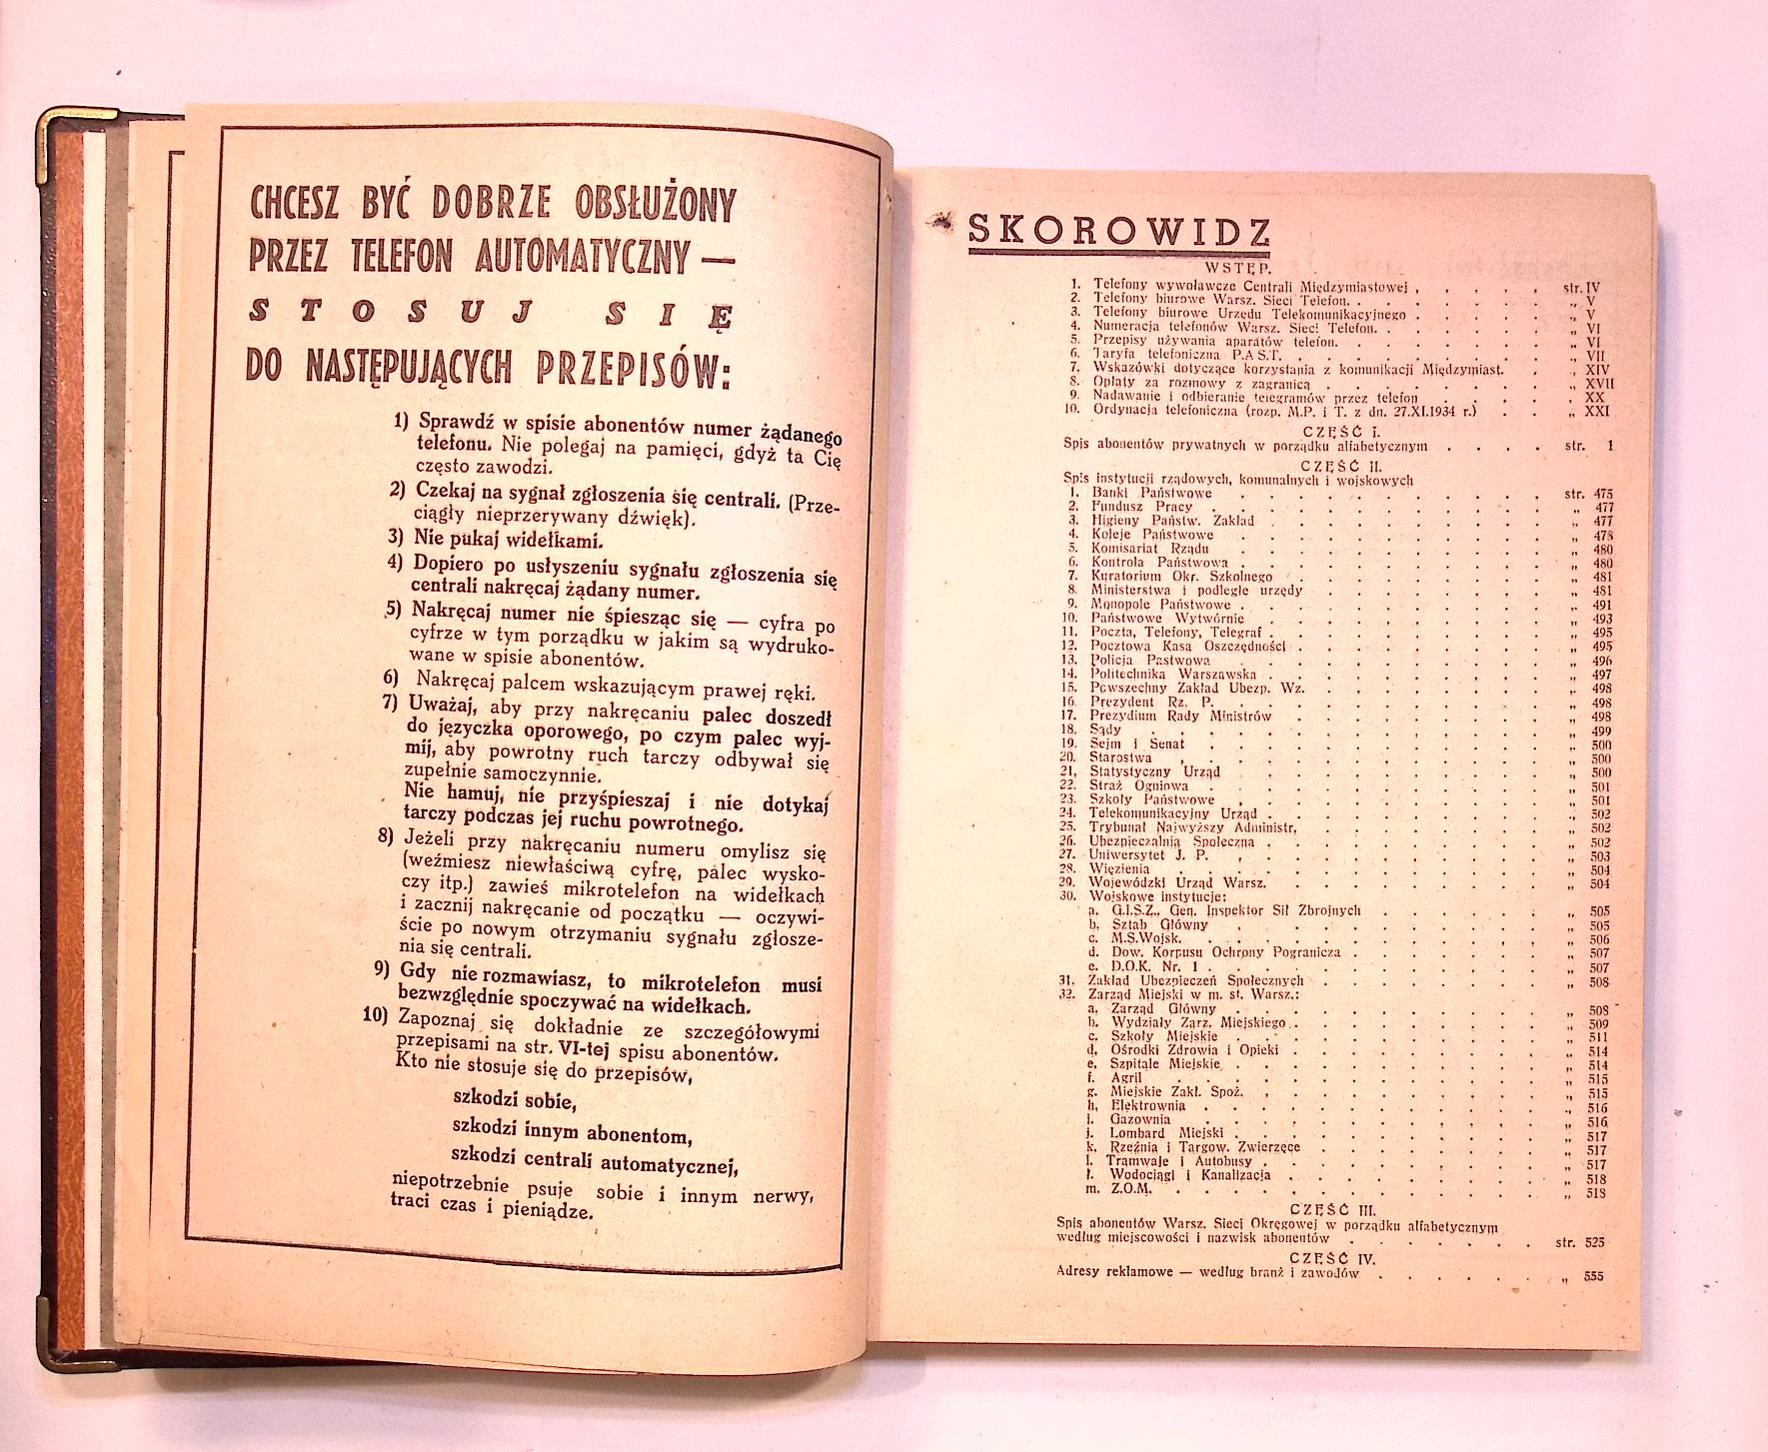 CHCESZ BYĆ DOBRZE OBSŁUŻONY
PRZEZ TELEFON AUTOMATYCZNY —
STOSUJ SIĘ
DO NASTĘPUJĄCYCH PRZEPISÓW:
1) Sprawdź w spisie abonentów numer żądanego
telefonu. Nie polegaj na pamięci, gdyż ta Cię
często zawodzi.
2) Czekaj na sygnał zgłoszenia się centrali. (Prze-
ciągły nieprzerywany dźwięk).
3) Nie pukaj widełkami.
4) Dopiero po usłyszeniu sygnału zgłoszenia się
centrali nakręcaj żądany numer.
5) Nakręcaj numer nie śpiesząc się — cyfra po
cyfrze w tym porządku w jakim są wydruko-
wane w spisie abonentów.
6) Nakręcaj palcem wskazującym prawej ręki.
7) Uważaj, aby przy nakręcaniu palec doszedł
do języczka oporowego, po czym palec wyj-
mij, aby powrotny ruch tarczy odbywał się
zupełnie samoczynnie.
Nie hamuj, nie przyśpieszaj i nie dotykaj
tarczy podczas jej ruchu powrotnego.
8) Jeżeli przy nakręcaniu numeru omylisz się
(weźmiesz niewłaściwą cyfrę, palec wysko-
czy itp.) zawieś mikrotelefon na widełkach
i zacznij nakręcanie od początku — oczywi-
ście po nowym otrzymaniu sygnału zgłosze-
nia się centrali.
9) Gdy nie rozmawiasz, to mikrotelefon musi
bezwzględnie spoczywać na widełkach.
10) Zapoznaj się dokładnie ze szczegółowymi
przepisami na str. VI-tej spisu abonentów.
Kto nie stosuje się do przepisów,
szkodzi sobie,
szkodzi innym abonentom,
szkodzi centrali automatycznej,
niepotrzebnie psuje sobie i innym nerwy,
traci czas i pieniądze.
SKOROWIDZ
WSTĘP.
1. Telefony wywoławcze Centrali Międzymiastowej . . . . . str. IV
2. Telefony biurowe Warsz. Sieci Telefon. . . . . . . . „ V
3. Telefony biurowe Urzędu Telekomunikacyjnego . . . . . „ V
4. Numeracja telefonów Warsz. Sieci Telefon. . . . . . . „ VI
5. Przepisy używania aparatów telefon. . . . . . . . „ VI
6. Taryfa telefoniczna P.A.S.T. . . . . . . . . . „ VII
7. Wskazówki dotyczące korzystania z komunikacji Międzymiast. . . „ XIV
8. Opłaty za rozmowy z zagranicą . . . . . . . . „ XVII
9. Nadawanie i odbieranie telegramów przez telefon . . . . „ XX
10. Ordynacja telefoniczna (rozp. M.P. i T. z dn. 27.XI.1934 r.) . . „ XXI
CZĘŚĆ I.
Spis abonentów prywatnych w porządku alfabetycznym . . . . str. 1
CZĘŚĆ II.
Spis instytucji rządowych, komunalnych i wojskowych
1. Banki Państwowe . . . . . . . . . . . str. 475
2. Fundusz Pracy . . . . . . . . . . . . „ 477
3. Higieny Państw. Zakład . . . . . . . . . . „ 477
4. Koleje Państwowe . . . . . . . . . . . „ 478
5. Komisariat Rządu . . . . . . . . . . . „ 480
6. Kontrola Państwowa . . . . . . . . . . . „ 480
7. Kuratorium Okr. Szkolnego . . . . . . . . . „ 481
8. Ministerstwa i podległe urzędy . . . . . . . . „ 481
9. Monopole Państwowe . . . . . . . . . . . „ 491
10. Państwowe Wytwórnie . . . . . . . . . . „ 493
11. Poczta, Telefony, Telegraf . . . . . . . . . . „ 495
12. Pocztowa Kasa Oszczędności . . . . . . . . . „ 495
13. Policja Pastwowa . . . . . . . . . . . „ 496
14. Politechnika Warszawska . . . . . . . . . . „ 497
15. Powszechny Zakład Ubezp. Wz. . . . . . . . . „ 498
16. Prezydent Rz. P. . . . . . . . . . . . „ 498
17. Prezydium Rady Ministrów . . . . . . . . . „ 498
18. Sądy . . . . . . . . . . . . . „ 499
19. Sejm i Senat . . . . . . . . . . . . „ 500
20. Starostwa . . . . . . . . . . . . . „ 500
21. Statystyczny Urząd . . . . . . . . . . . „ 500
22. Straż Ogniowa . . . . . . . . . . . . „ 501
23. Szkoły Państwowe . . . . . . . . . . . „ 501
24. Telekomunikacyjny Urząd . . . . . . . . . . „ 502
25. Trybunał Najwyższy Administr. . . . . . . . . „ 502
26. Ubezpieczalnia Społeczna . . . . . . . . . . „ 502
27. Uniwersytet J. P. . . . . . . . . . . . „ 503
28. Więzienia . . . . . . . . . . . . . „ 504
29. Wojewódzki Urząd Warsz. . . . . . . . . . „ 504
30. Wojskowe instytucje:
a. G.I.S.Z., Gen. Inspektor Sił Zbrojnych . . . . . . „ 505
b. Sztab Główny . . . . . . . . . . . „ 505
c. M.S.Wojsk. . . . . . . . . . . . „ 506
d. Dow. Korpusu Ochrony Pogranicza . . . . . . . „ 507
e. D.O.K. Nr. 1 . . . . . . . . . . . „ 507
31. Zakład Ubezpieczeń Społecznych . . . . . . . . „ 508
32. Zarząd Miejski w m. st. Warsz.:
a. Zarząd Główny . . . . . . . . . . . „ 508
b. Wydziały Zarz. Miejskiego . . . . . . . . . „ 509
c. Szkoły Miejskie . . . . . . . . . . . „ 511
d. Ośrodki Zdrowia i Opieki . . . . . . . . . „ 514
e. Szpitale Miejskie . . . . . . . . . . . „ 514
f. Agril . . . . . . . . . . . . . „ 515
g. Miejskie Zakł. Spoż. . . . . . . . . . . „ 515
h. Elektrownia . . . . . . . . . . . . „ 516
i. Gazownia . . . . . . . . . . . . „ 516
j. Lombard Miejski . . . . . . . . . . . „ 517
k. Rzeźnia i Targow. Zwierzęce . . . . . . . . „ 517
l. Tramwaje i Autobusy . . . . . . . . . . „ 517
ł. Wodociągi i Kanalizacja . . . . . . . . . „ 518
m. Z.O.M. . . . . . . . . . . . . „ 518
CZĘŚĆ III.
Spis abonentów Warsz. Sieci Okręgowej w porządku alfabetycznym
według miejscowości i nazwisk abonentów . . . . . . . str. 525
CZĘŚĆ IV.
Adresy reklamowe — według branż i zawodów . . . . . . „ 555